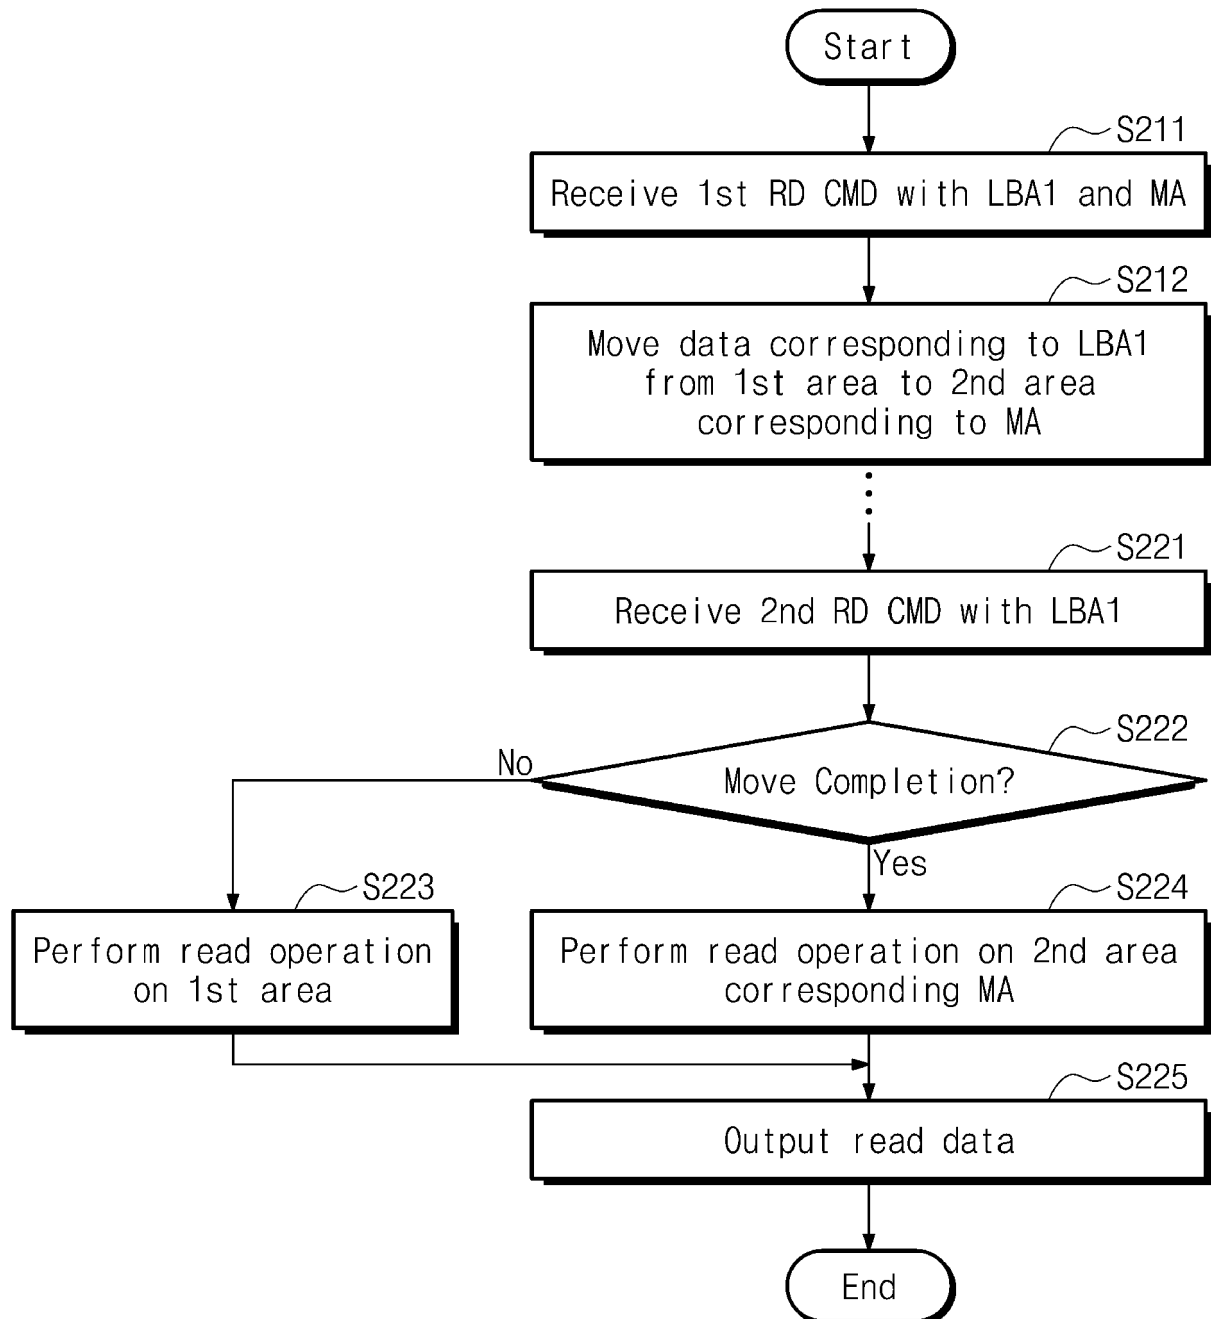 Start
S211
Receive 1st RD CMD with LBA1 and MA
S212
Move data corresponding to LBA1
from 1st area to 2nd area
corresponding to MA
S221
Receive 2nd RD CMD with LBA1
S222
No
Move Completion?
Yes
S223
Perform read operation
on 1st area
S224
Perform read operation on 2nd area
corresponding MA
S225
Output read data
End